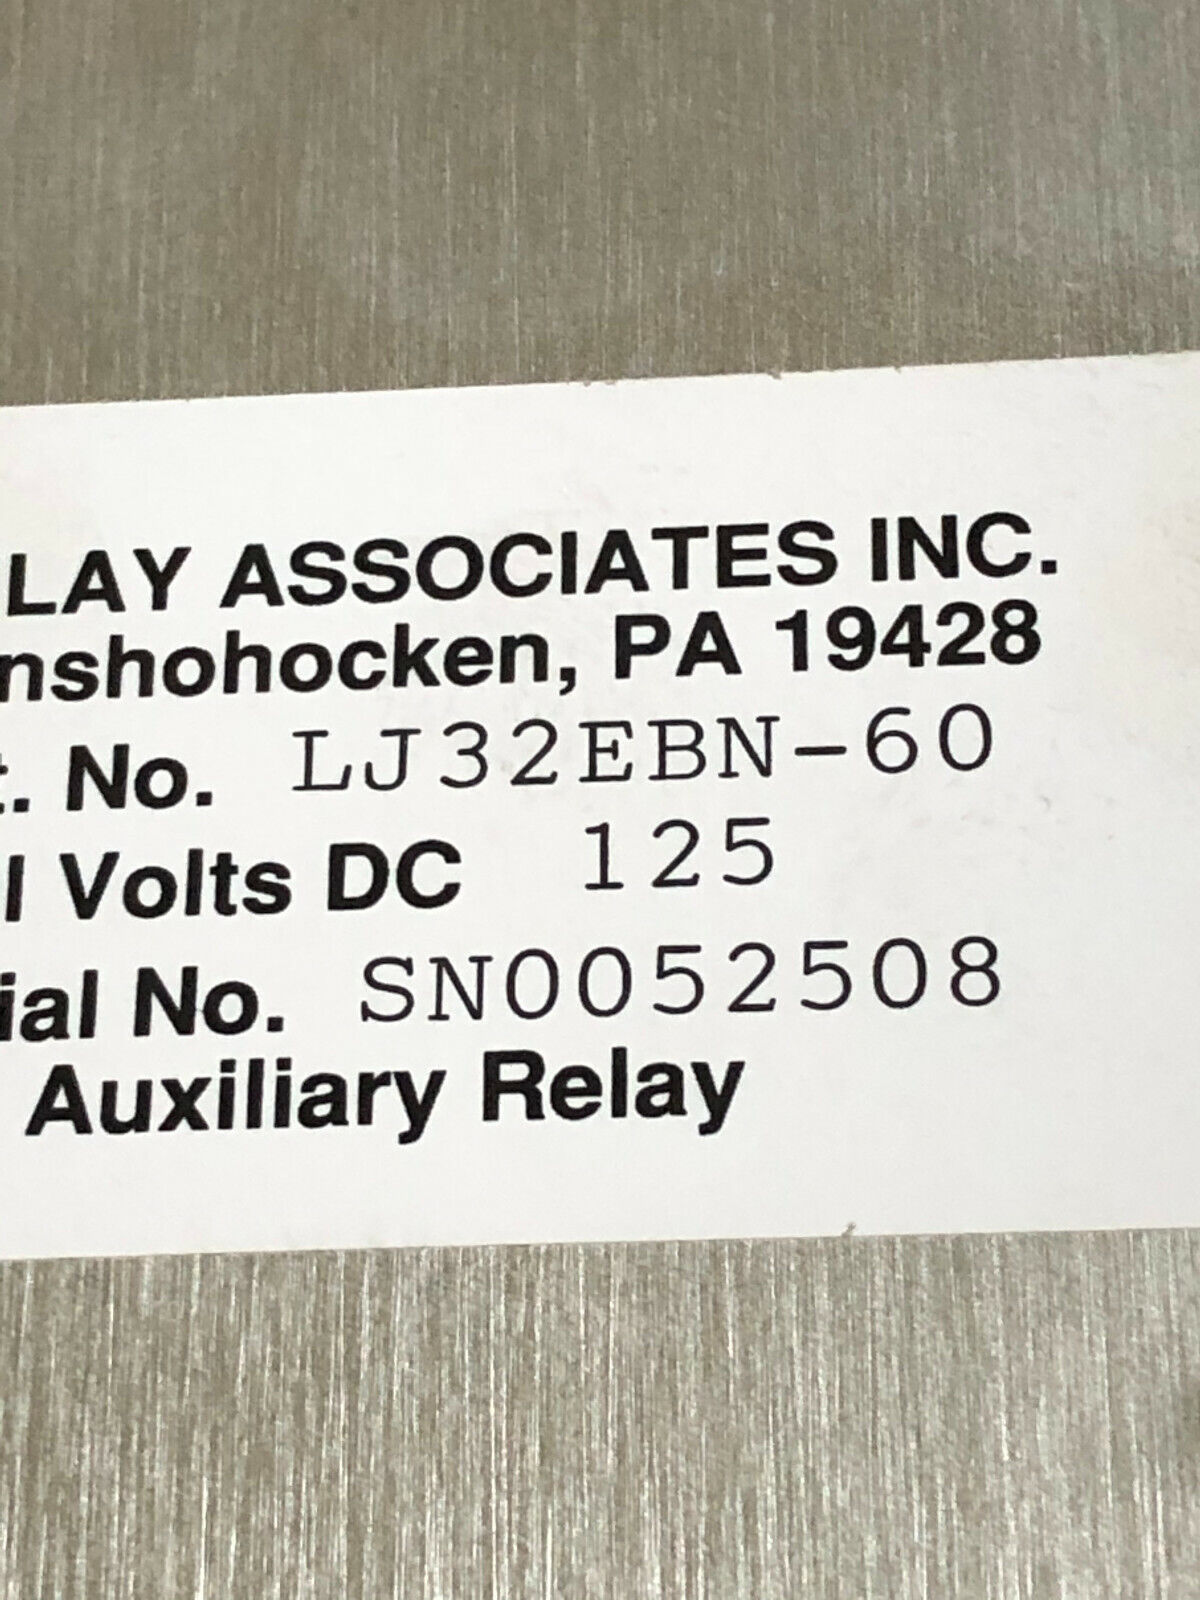 LAY ASSOCIATES INC.
nshohocken, PA 19428
t. No. LJ32EBN-60
l Volts DC 125
ial No. SN0052508
Auxiliary Relay